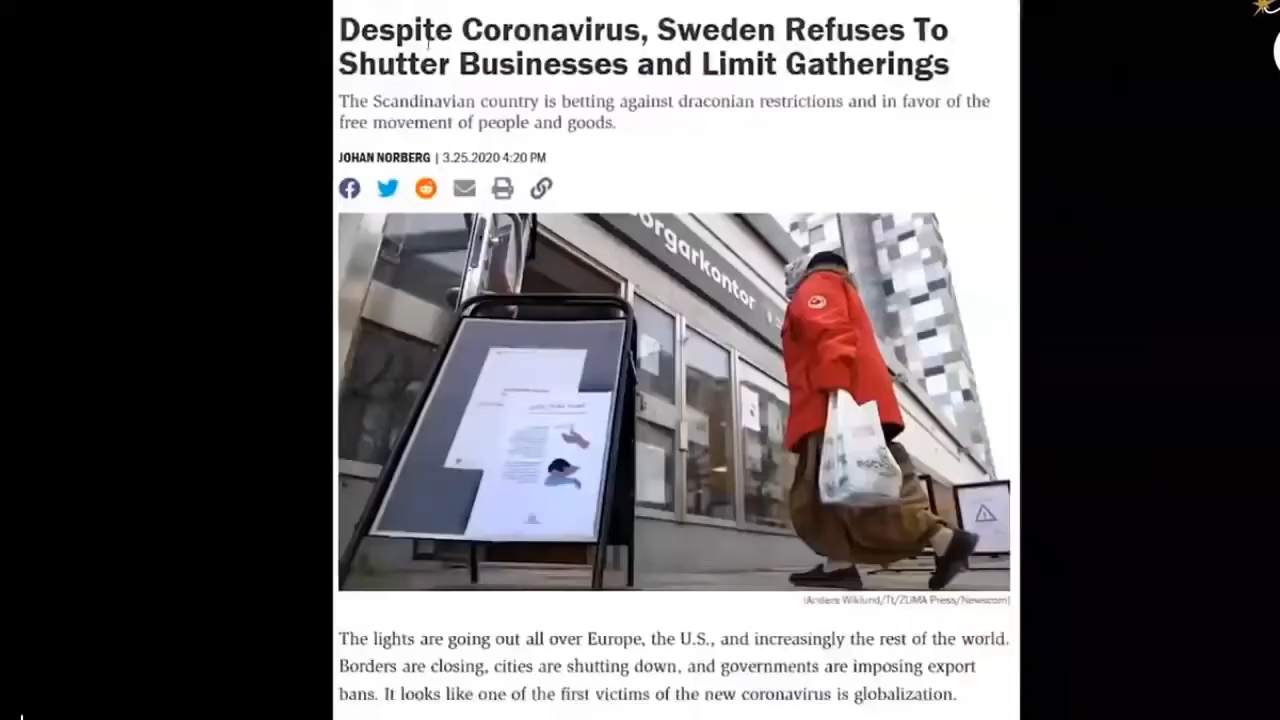 Despite Coronavirus, Sweden Refuses To
Shutter Businesses and Limit Gatherings
The Scandinavian country is betting against draconian restrictions and in favor of the
free movement of people and goods.
JOHAN NORBERG | 3.25.2020 4:20 PM
orgarkontor
(Anders Wiklund/Tt/ZUMA Press/Newscom)
The lights are going out all over Europe, the U.S., and increasingly the rest of the world.
Borders are closing, cities are shutting down, and governments are imposing export
bans. It looks like one of the first victims of the new coronavirus is globalization.